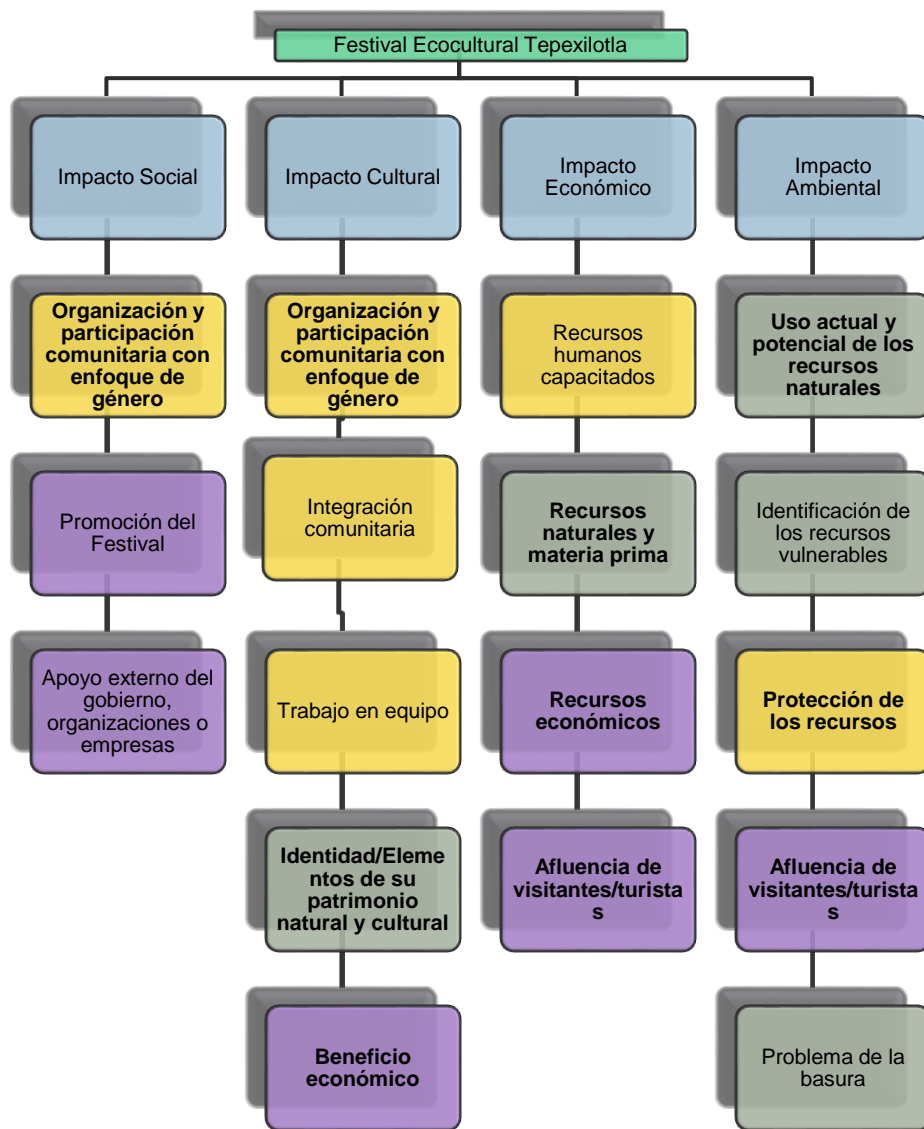 Festival Ecocultural Tepexilotla
Impacto Social
Impacto Cultural
Impacto
Económico
Impacto
Ambiental
Organización y
participación
comunitaria con
enfoque de
género
Organización y
participación
comunitaria con
enfoque de
género
Recursos
humanos
capacitados
Uso actual y
potencial de los
recursos
naturales
Promoción del
Festival
Integración
comunitaria
Recursos
naturales y
materia prima
Identificación de
los recursos
vulnerables
Apoyo externo del
gobierno,
organizaciones o
empresas
Trabajo en equipo
Recursos
económicos
Protección de
los recursos
Identidad/Eleme
ntos de su
patrimonio
natural y cultural
Afluencia de
visitantes/turista
s
Afluencia de
visitantes/turista
s
Beneficio
económico
Problema de la
basura